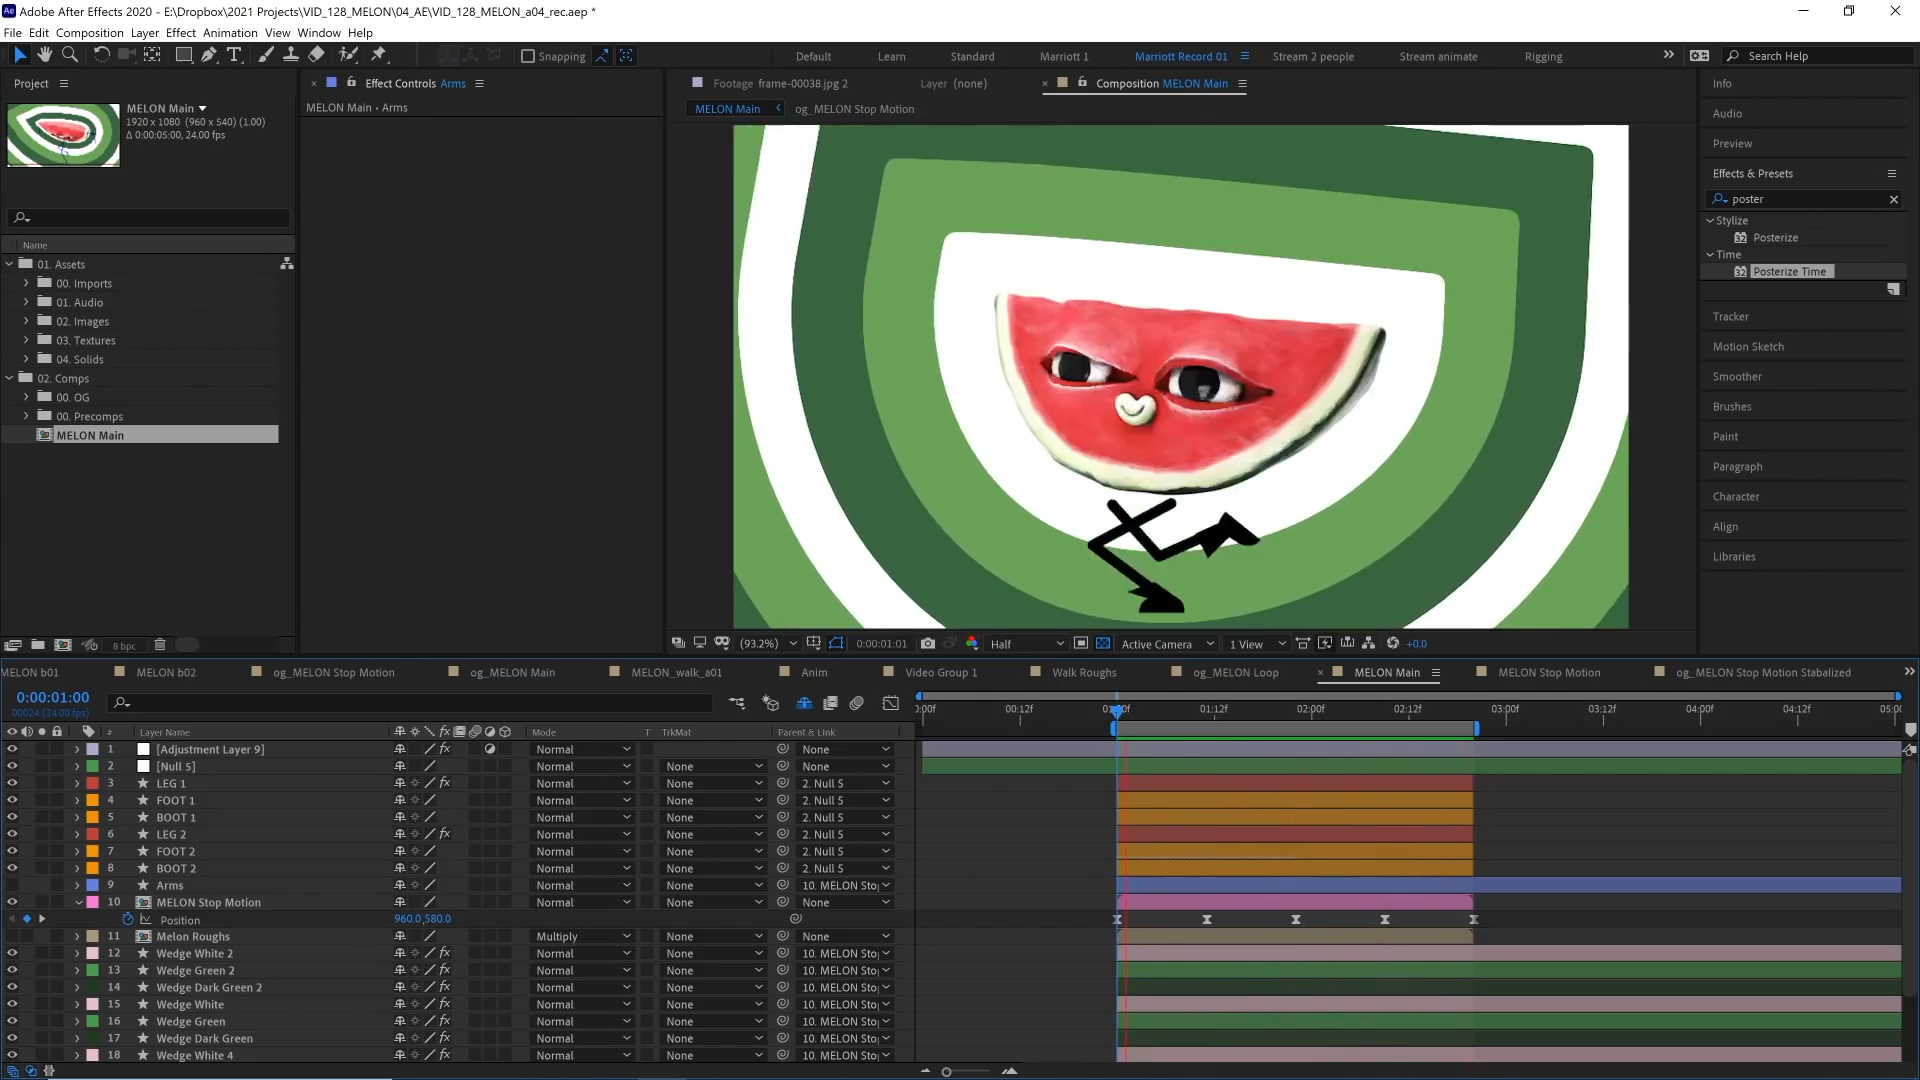 Adobe After Effects 2020 - E:\Dropbox\2021 Projects\VID_128_MELON\04_AE\VID_128_MELON_a04_rec.aep *
File Edit Composition Layer Effect Animation View Window Help
Snapping Default Learn Standard Marriott 1 Marriott Record 01 Stream 2 people Stream animate Rigging Search Help
Project
MELON Main
1920 x 1080 (960 x 540) (1.00)
Δ 0:00:05:00, 24.00 fps
Name
01. Assets
00. Imports
01. Audio
02. Images
03. Textures
04. Solids
02. Comps
00. OG
00. Precomps
MELON Main
8 bpc
Effect Controls Arms
MELON Main • Arms
Footage frame-00038.jpg 2 Layer (none) Composition MELON Main
MELON Main og_MELON Stop Motion
(93.2%) 0:00:01:01 Half Active Camera 1 View +0.0
Info
Audio
Preview
Effects & Presets
poster
Stylize
32 Posterize
Time
32 Posterize Time
Tracker
Motion Sketch
Smoother
Brushes
Paint
Paragraph
Character
Align
Libraries
MELON b01 MELON b02 og_MELON Stop Motion og_MELON Main MELON_walk_a01 Anim Video Group 1 Walk Roughs og_MELON Loop MELON Main MELON Stop Motion og_MELON Stop Motion Stabalized
0:00:01:00
00024 (24.00 fps)
00:12f 01:12f 02:00f 02:12f 03:00f 03:12f 04:00f 04:12f
# Layer Name Mode T TrkMat Parent & Link
1 [Adjustment Layer 9] fx Normal None
2 [Null 5] Normal None None
3 LEG 1 fx Normal None 2. Null 5
4 FOOT 1 Normal None 2. Null 5
5 BOOT 1 Normal None 2. Null 5
6 LEG 2 fx Normal None 2. Null 5
7 FOOT 2 Normal None 2. Null 5
8 BOOT 2 Normal None 2. Null 5
9 Arms Normal None 10. MELON Sto
10 MELON Stop Motion Normal None None
Position 960.0,580.0
11 Melon Roughs Multiply None None
12 Wedge White 2 fx Normal None 10. MELON Sto
13 Wedge Green 2 fx Normal None 10. MELON Sto
14 Wedge Dark Green 2 fx Normal None 10. MELON Sto
15 Wedge White fx Normal None 10. MELON Sto
16 Wedge Green fx Normal None 10. MELON Sto
17 Wedge Dark Green fx Normal None 10. MELON Sto
18 Wedge White 4 fx Normal None 10. MELON Sto